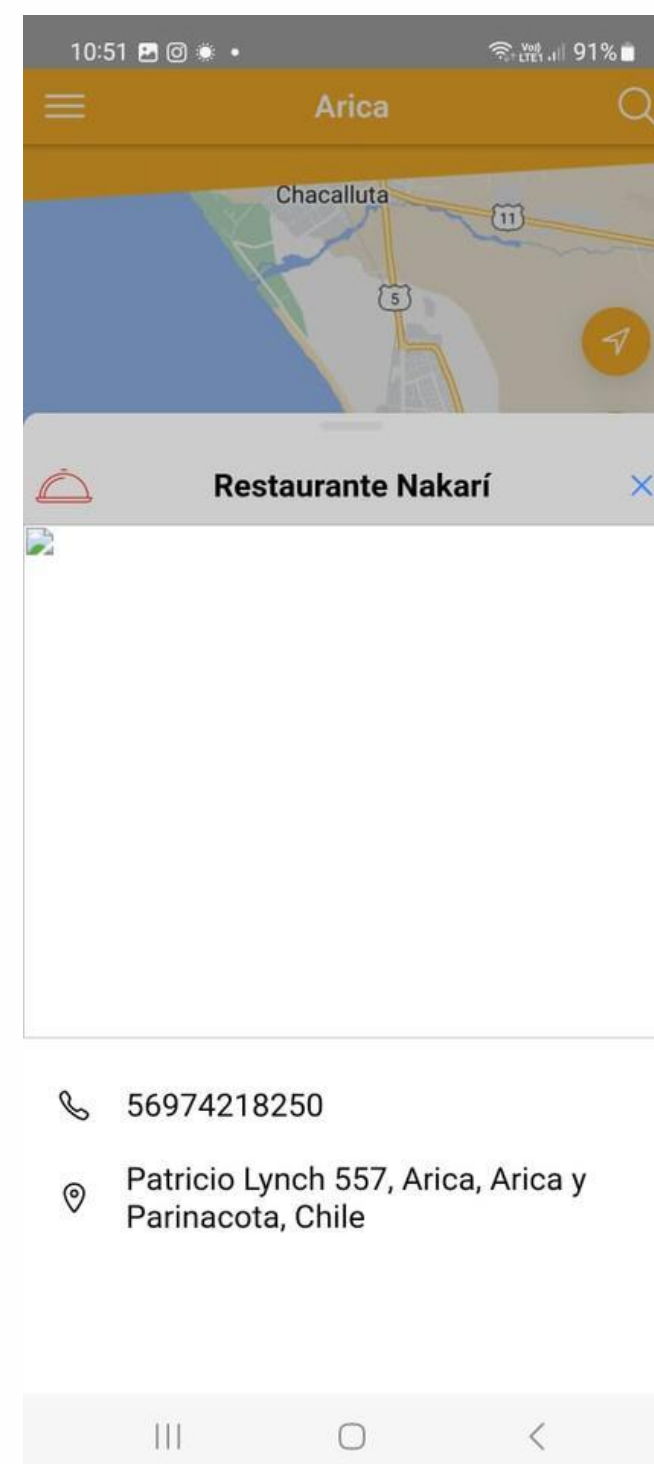 10:51 91%
Arica
Chacalluta
11
5
Restaurante Nakarí
56974218250
Patricio Lynch 557, Arica, Arica y
Parinacota, Chile